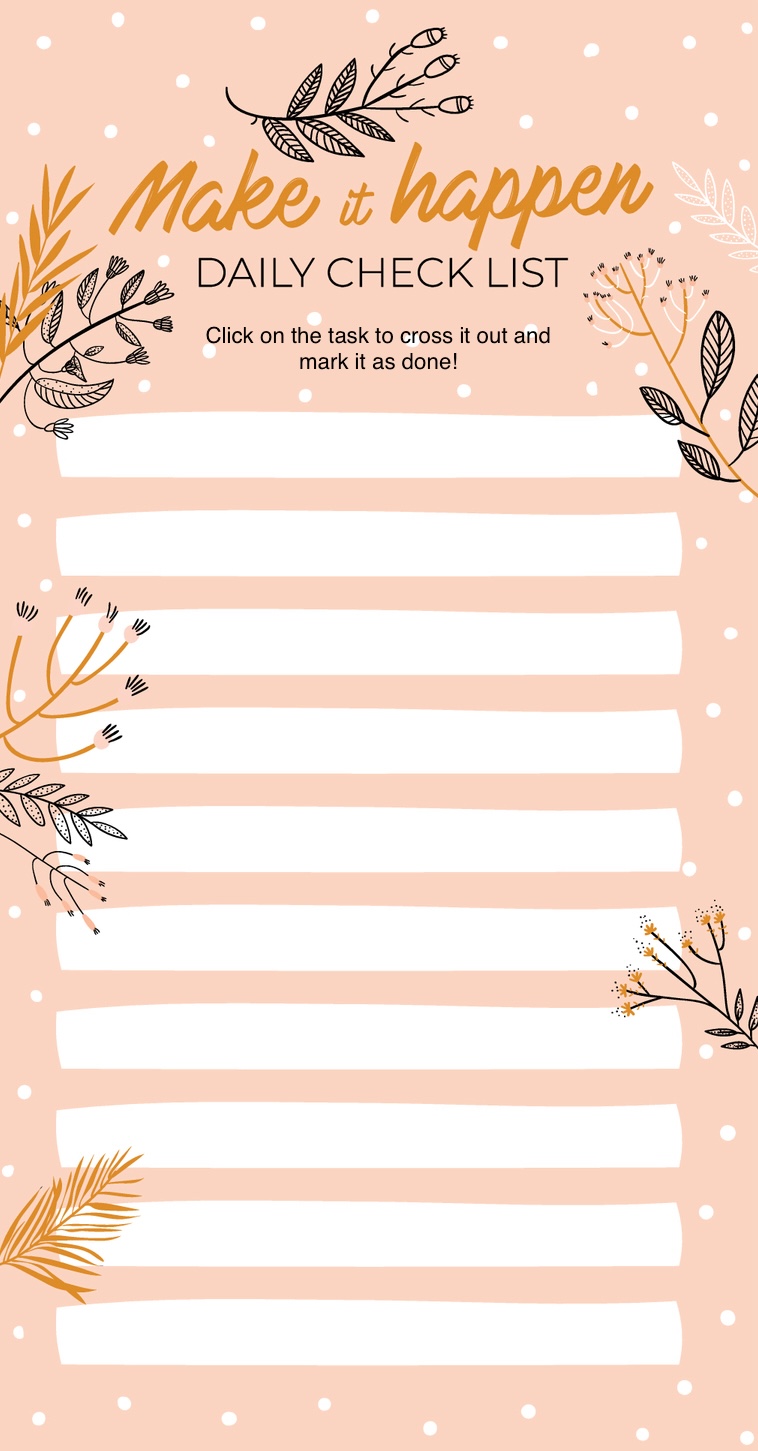 Make it happen
DAILY CHECK LIST
Click on the task to cross it out and
mark it as done!